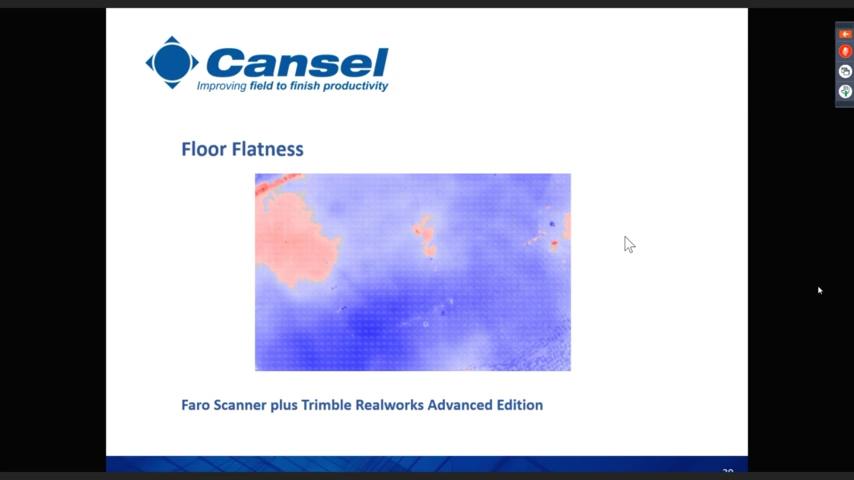 Cansel
Improving field to finish productivity
Floor Flatness
Faro Scanner plus Trimble Realworks Advanced Edition